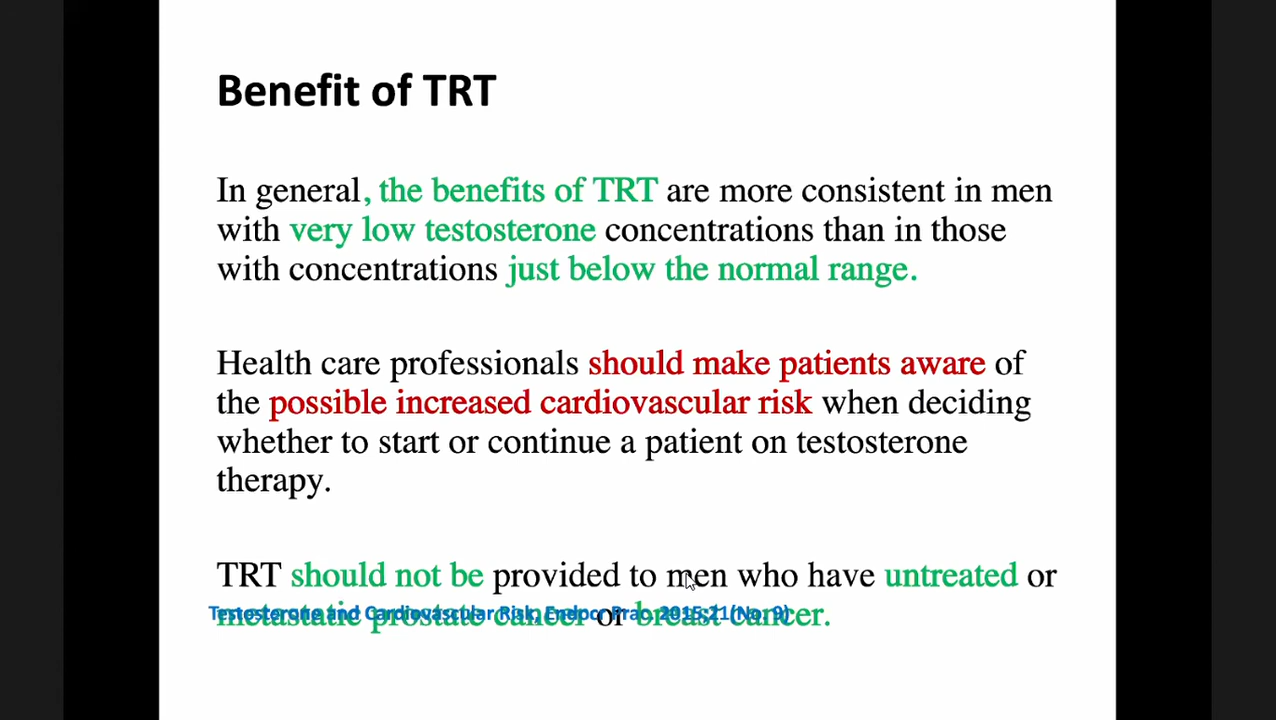 Benefit of TRT
In general, the benefits of TRT are more consistent in men
with very low testosterone concentrations than in those
with concentrations just below the normal range.
Health care professionals should make patients aware of
the possible increased cardiovascular risk when deciding
whether to start or continue a patient on testosterone
therapy.
TRT should not be provided to men who have untreated or
metastatic prostate cancer or breast cancer.
Testosterone and Cardiovascular Risk, Endoc. Prac. 2015;21(No. 9)